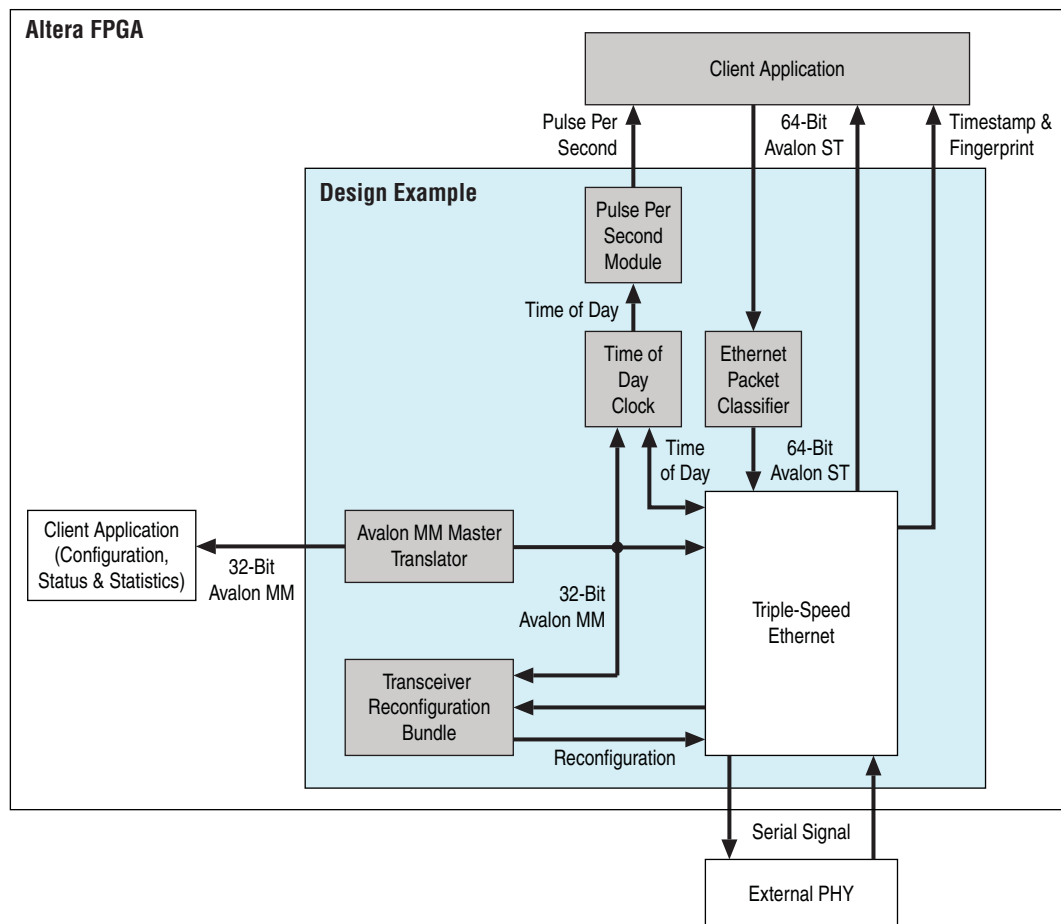 Altera FPGA
Client Application
Pulse Per
Second
64-Bit
Avalon ST
Timestamp &
Fingerprint
Design Example
Pulse Per
Second
Module
Time of Day
Time of
Day
Clock
Ethernet
Packet
Classifier
Time
of Day
64-Bit
Avalon ST
Client Application
(Configuration,
Status & Statistics)
32-Bit
Avalon MM
Avalon MM Master
Translator
32-Bit
Avalon MM
Triple-Speed
Ethernet
Transceiver
Reconfiguration
Bundle
Reconfiguration
Serial Signal
External PHY